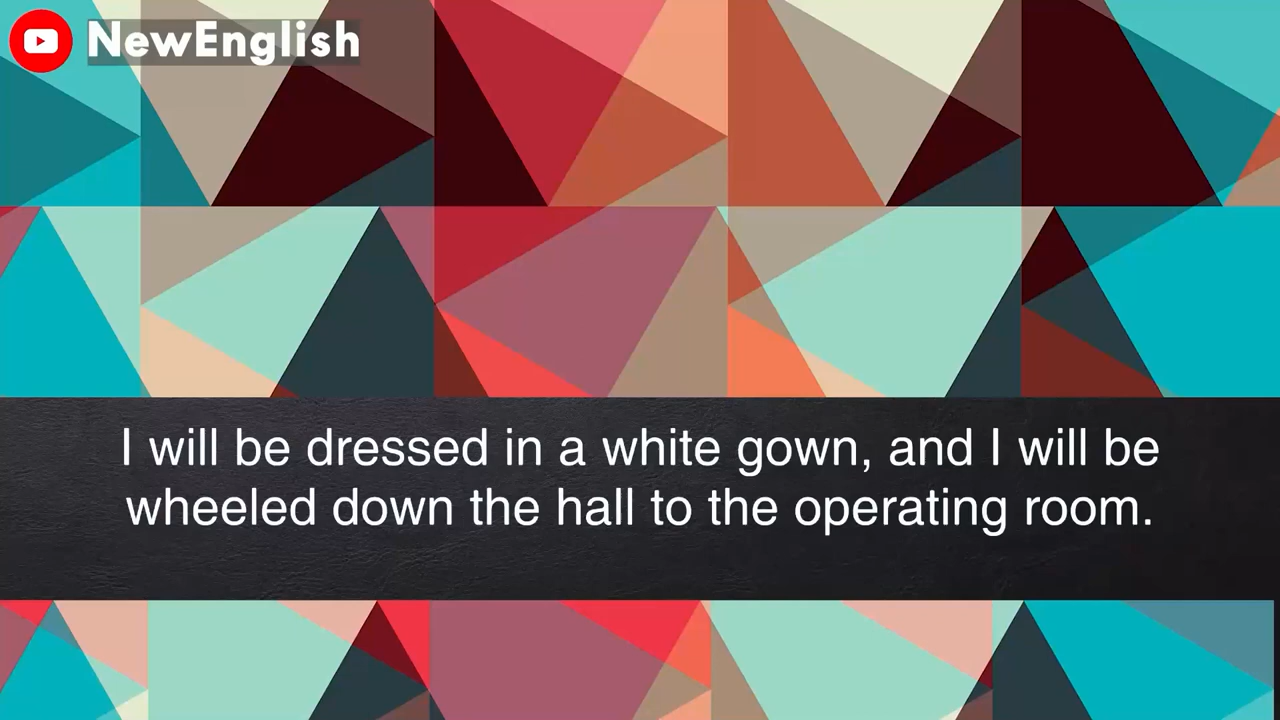 NewEnglish
I will be dressed in a white gown, and I will be
wheeled down the hall to the operating room.